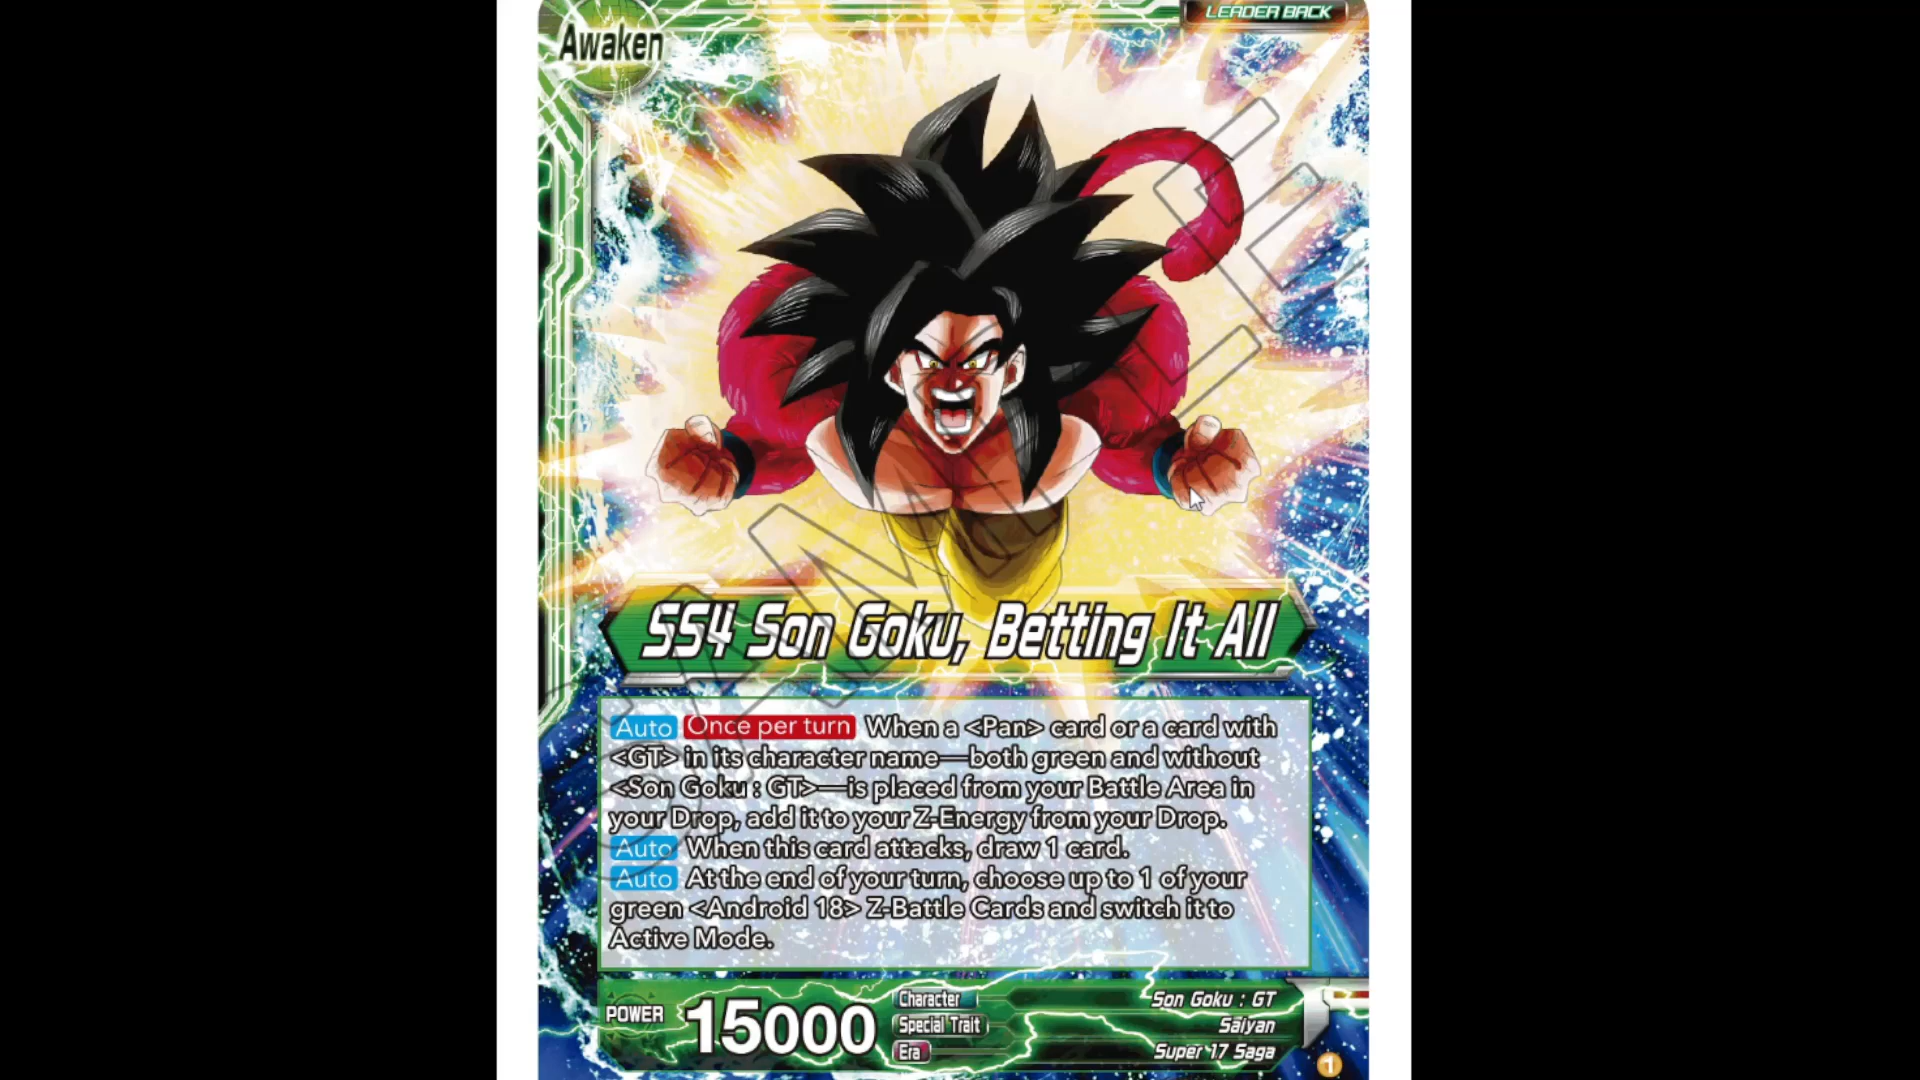 LEADER BACK
Awaken
SAMPLE
SS4 Son Goku, Betting It All
Auto Once per turn When a <Pan> card or a card with
<GT> in its character name—both green and without
<Son Goku : GT>—is placed from your Battle Area in
your Drop, add it to your Z-Energy from your Drop.
Auto When this card attacks, draw 1 card.
Auto At the end of your turn, choose up to 1 of your
green <Android 18> Z-Battle Cards and switch it to
Active Mode.
POWER 15000
Character Son Goku : GT
Special Trait Saiyan
Era Super 17 Saga
1